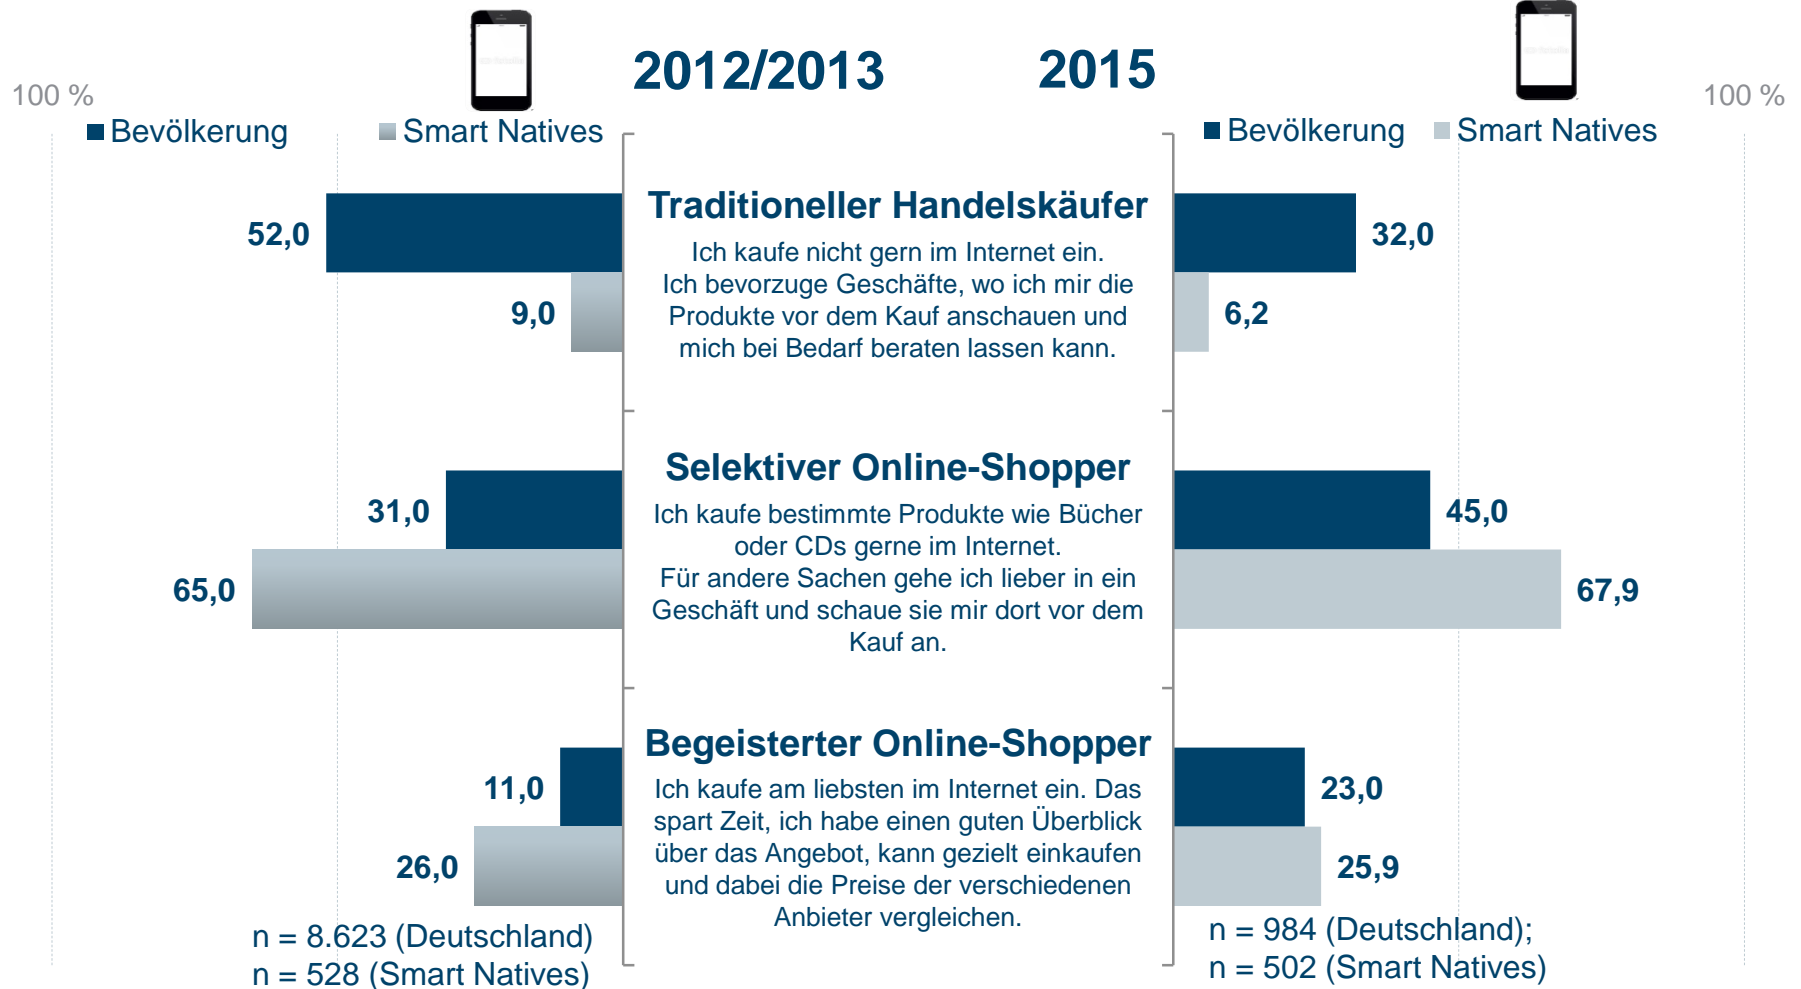 2012/2013
2015
100 %
100 %
Bevölkerung
Smart Natives
Bevölkerung
Smart Natives
Traditioneller Handelskäufer
Ich kaufe nicht gern im Internet ein.
Ich bevorzuge Geschäfte, wo ich mir die
Produkte vor dem Kauf anschauen und
mich bei Bedarf beraten lassen kann.
52,0
9,0
32,0
6,2
Selektiver Online-Shopper
Ich kaufe bestimmte Produkte wie Bücher
oder CDs gerne im Internet.
Für andere Sachen gehe ich lieber in ein
Geschäft und schaue sie mir dort vor dem
Kauf an.
31,0
65,0
45,0
67,9
Begeisterter Online-Shopper
Ich kaufe am liebsten im Internet ein. Das
spart Zeit, ich habe einen guten Überblick
über das Angebot, kann gezielt einkaufen
und dabei die Preise der verschiedenen
Anbieter vergleichen.
11,0
26,0
23,0
25,9
n = 8.623 (Deutschland)
n = 528 (Smart Natives)
n = 984 (Deutschland);
n = 502 (Smart Natives)